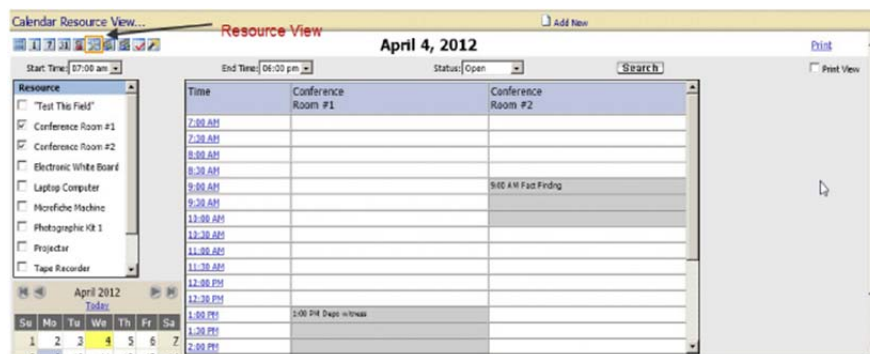 Calendar Resource View...
Add New
Resource View
April 4, 2012
Print
Start Time: 07:00 am
End Time: 06:00 pm
Status: Open
Search
Print View
Resource
"Test This Field"
Conference Room #1
Conference Room #2
Electronic White Board
Laptop Computer
Microfiche Machine
Photographic Kit 1
Projector
Tape Recorder
Time
Conference
Room #1
Conference
Room #2
7:00 AM
7:30 AM
8:00 AM
8:30 AM
9:00 AM
9:00 AM Fact Finding
9:30 AM
10:00 AM
10:30 AM
11:00 AM
11:30 AM
12:00 PM
12:30 PM
1:00 PM
1:00 PM Depo witness
1:30 PM
2:00 PM
April 2012
Today
Su Mo Tu We Th Fr Sa
1 2 3 4 5 6 7